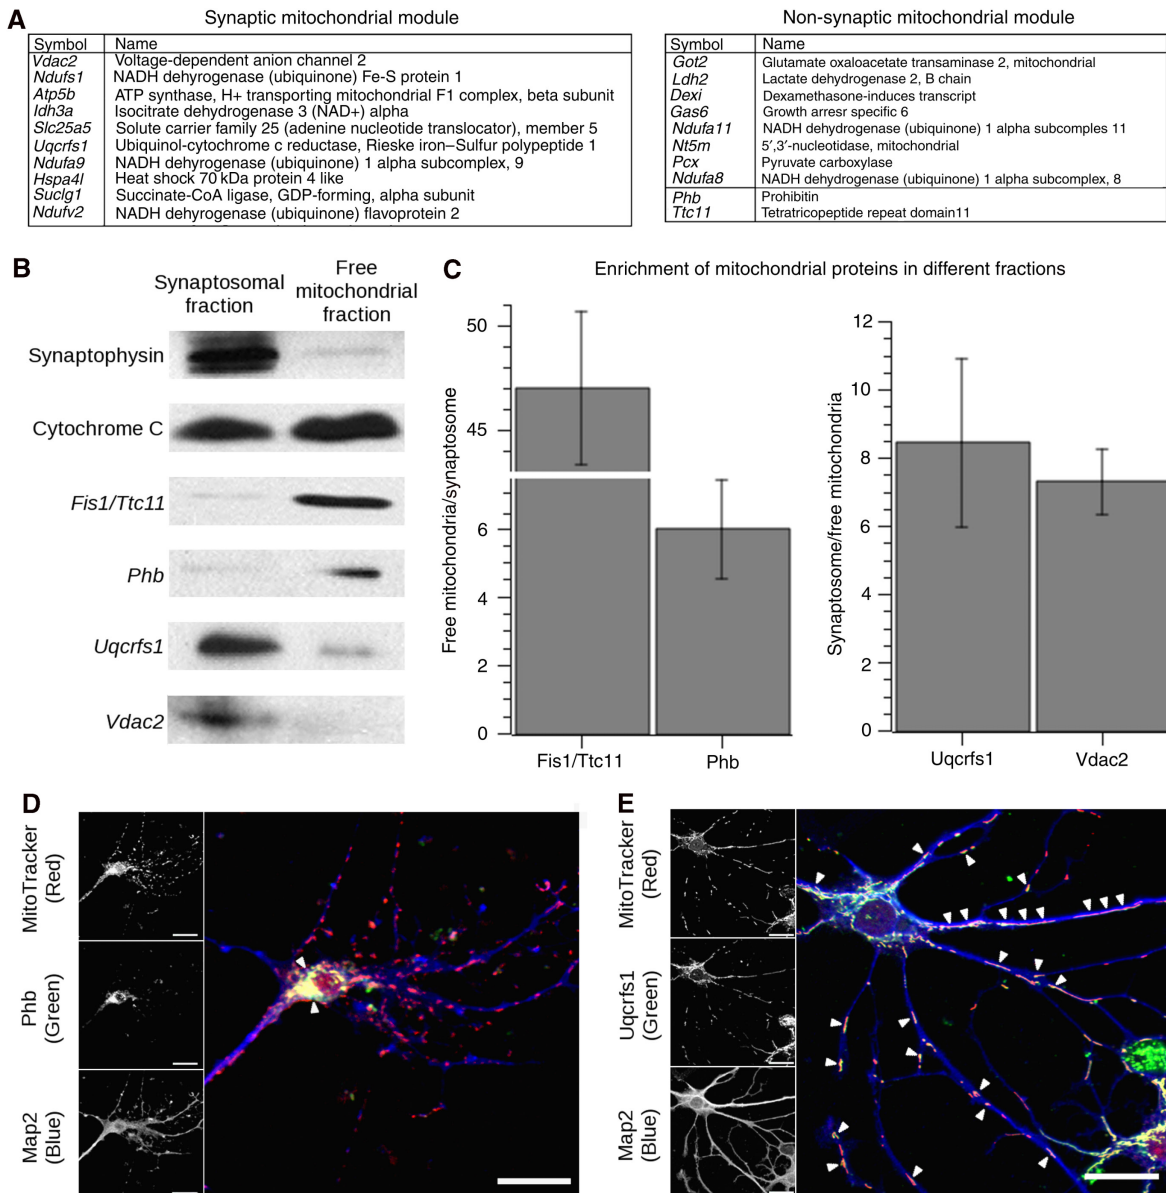 A
Synaptic mitochondrial module
Symbol Name
Vdac2 Voltage-dependent anion channel 2
Ndufs1 NADH dehyrogenase (ubiquinone) Fe-S protein 1
Atp5b ATP synthase, H+ transporting mitochondrial F1 complex, beta subunit
Idh3a Isocitrate dehydrogenase 3 (NAD+) alpha
Slc25a5 Solute carrier family 25 (adenine nucleotide translocator), member 5
Uqcrfs1 Ubiquinol-cytochrome c reductase, Rieske iron–Sulfur polypeptide 1
Ndufa9 NADH dehyrogenase (ubiquinone) 1 alpha subcomplex, 9
Hspa4l Heat shock 70 kDa protein 4 like
Suclg1 Succinate-CoA ligase, GDP-forming, alpha subunit
Ndufv2 NADH dehyrogenase (ubiquinone) flavoprotein 2
Non-synaptic mitochondrial module
Symbol Name
Got2 Glutamate oxaloacetate transaminase 2, mitochondrial
Ldh2 Lactate dehydrogenase 2, B chain
Dexi Dexamethasone-induces transcript
Gas6 Growth arresr specific 6
Ndufa11 NADH dehydrogenase (ubiquinone) 1 alpha subcomples 11
Nt5m 5′,3′-nucleotidase, mitochondrial
Pcx Pyruvate carboxylase
Ndufa8 NADH dehydrogenase (ubiquinone) 1 alpha subcomplex, 8
Phb Prohibitin
Ttc11 Tetratricopeptide repeat domain11
B
Synaptosomal fraction
Free mitochondrial fraction
Synaptophysin
Cytochrome C
Fis1/Ttc11
Phb
Uqcrfs1
Vdac2
C
Enrichment of mitochondrial proteins in different fractions
Free mitochondria/synaptosome
50
45
6
4
2
0
Fis1/Ttc11 Phb
Synaptosome/free mitochondria
12
10
8
6
4
2
0
Uqcrfs1 Vdac2
D
MitoTracker
(Red)
Phb
(Green)
Map2
(Blue)
E
MitoTracker
(Red)
Uqcrfs1
(Green)
Map2
(Blue)